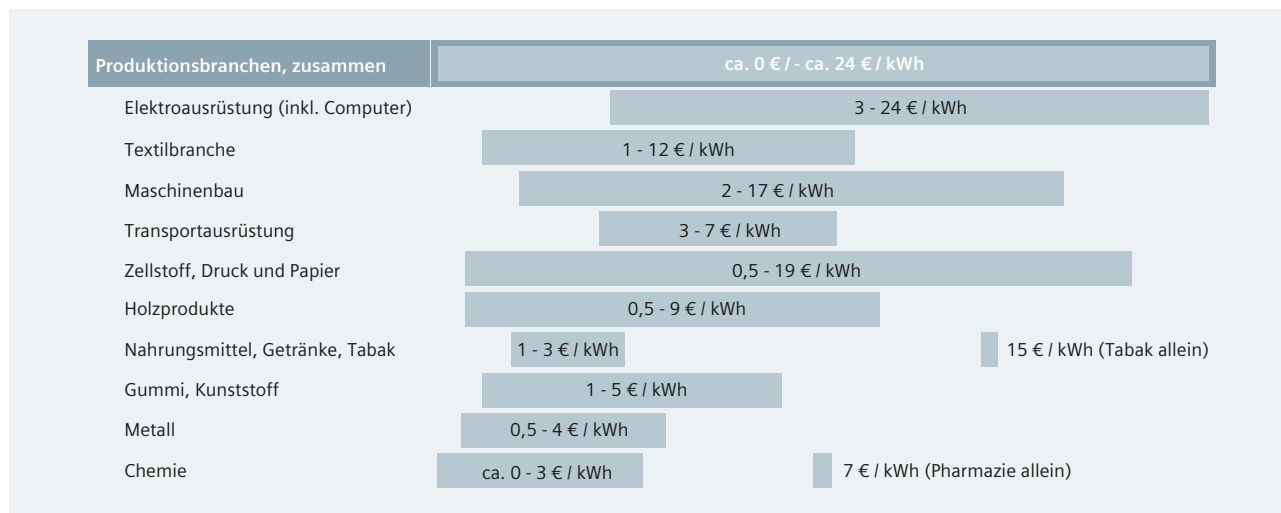 Produktionsbranchen, zusammen ca. 0 € / - ca. 24 € / kWh
Elektroausrüstung (inkl. Computer) 3 - 24 € / kWh
Textilbranche 1 - 12 € / kWh
Maschinenbau 2 - 17 € / kWh
Transportausrüstung 3 - 7 € / kWh
Zellstoff, Druck und Papier 0,5 - 19 € / kWh
Holzprodukte 0,5 - 9 € / kWh
Nahrungsmittel, Getränke, Tabak 1 - 3 € / kWh 15 € / kWh (Tabak allein)
Gummi, Kunststoff 1 - 5 € / kWh
Metall 0,5 - 4 € / kWh
Chemie ca. 0 - 3 € / kWh 7 € / kWh (Pharmazie allein)